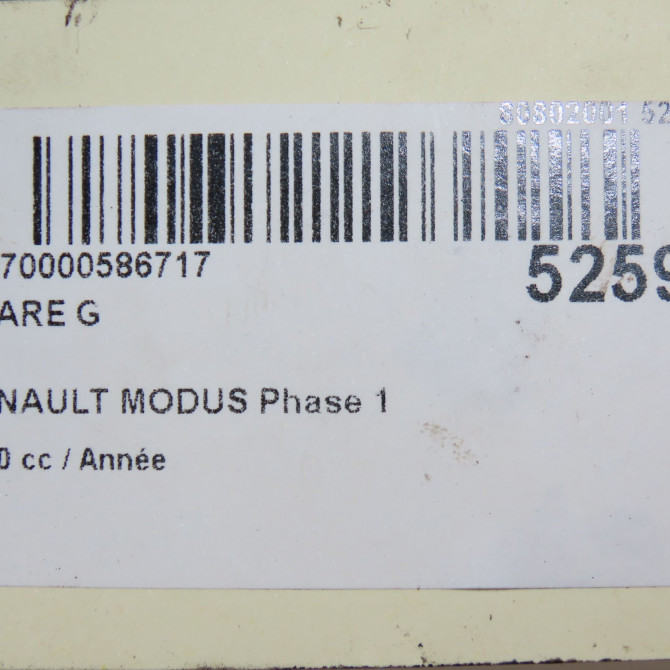 80802001 52
70000586717
5259
ARE G
NAULT MODUS Phase 1
0 cc / Année